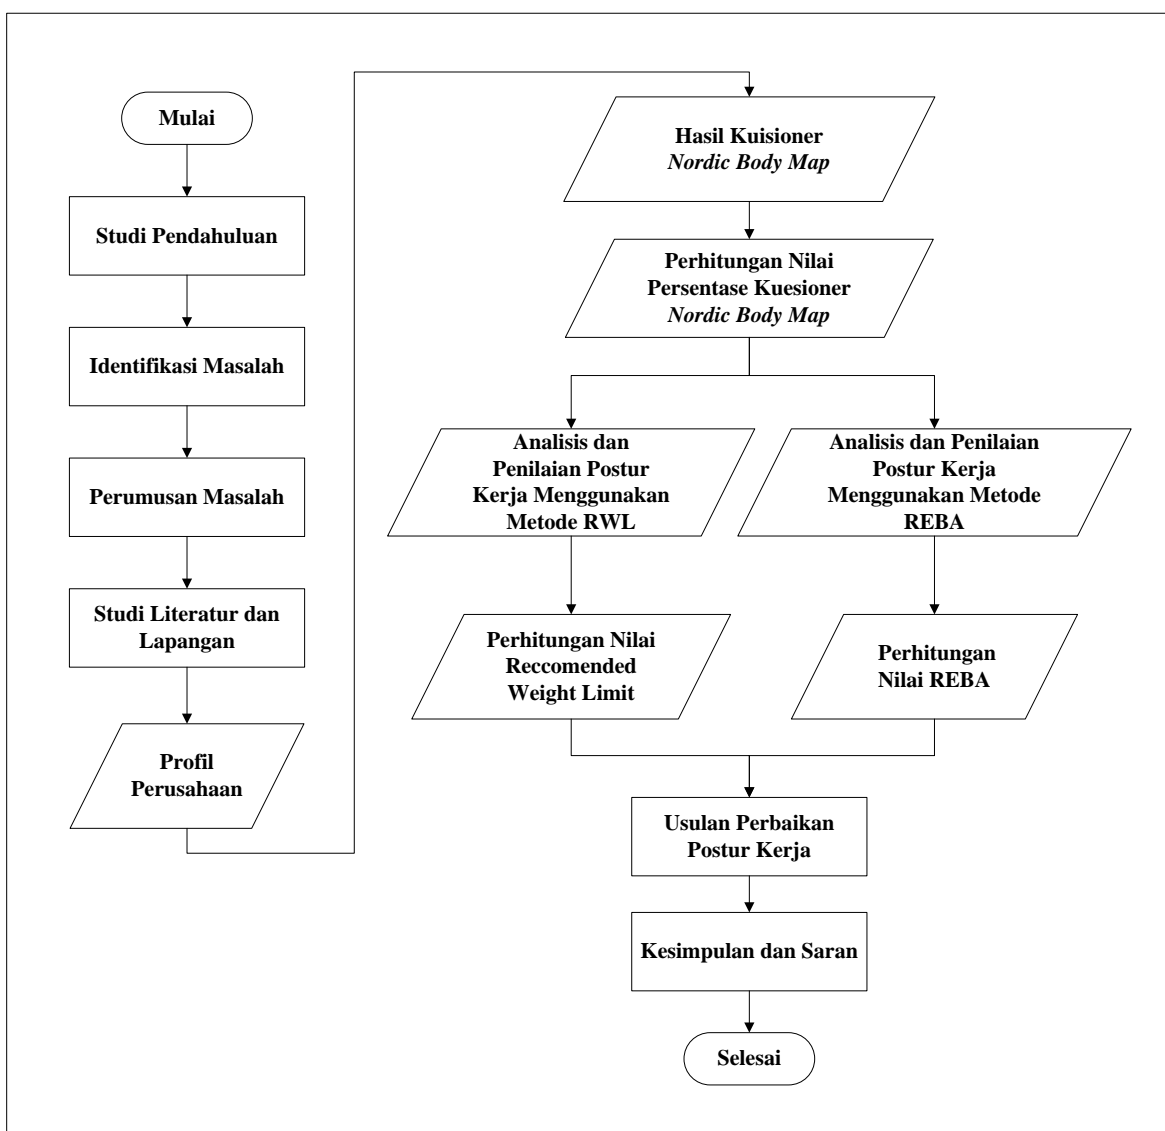 Mulai
Studi Pendahuluan
Identifikasi Masalah
Perumusan Masalah
Studi Literatur dan
Lapangan
Profil
Perusahaan
Hasil Kuisioner
Nordic Body Map
Perhitungan Nilai
Persentase Kuesioner
Nordic Body Map
Analisis dan
Penilaian Postur
Kerja Menggunakan
Metode RWL
Analisis dan Penilaian
Postur Kerja
Menggunakan Metode
REBA
Perhitungan Nilai
Reccomended
Weight Limit
Perhitungan
Nilai REBA
Usulan Perbaikan
Postur Kerja
Kesimpulan dan Saran
Selesai